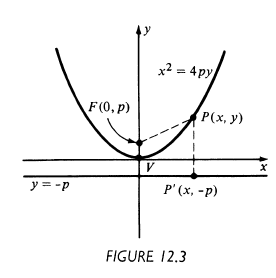 y
x² = 4py
F(0, p)
P(x, y)
V
x
y = -p
P'(x, -p)
FIGURE 12.3